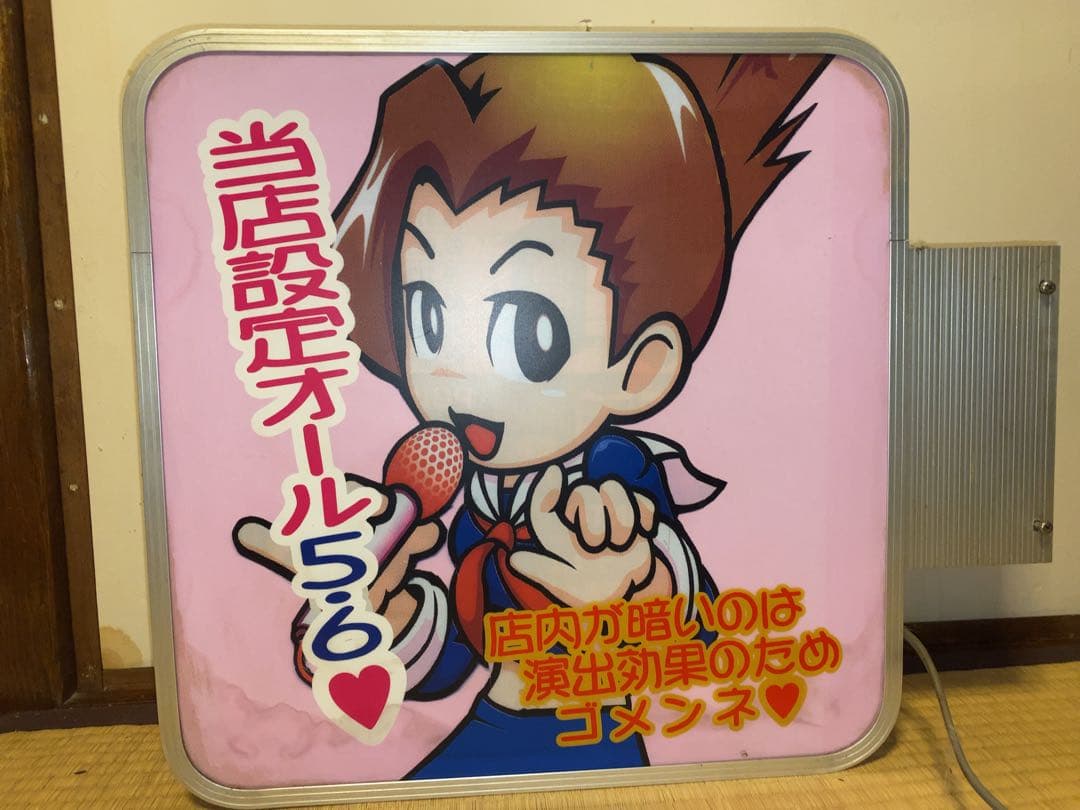 当店設定オール5.6♥
店内が暗いのは
演出効果のため
ゴメンネ♥